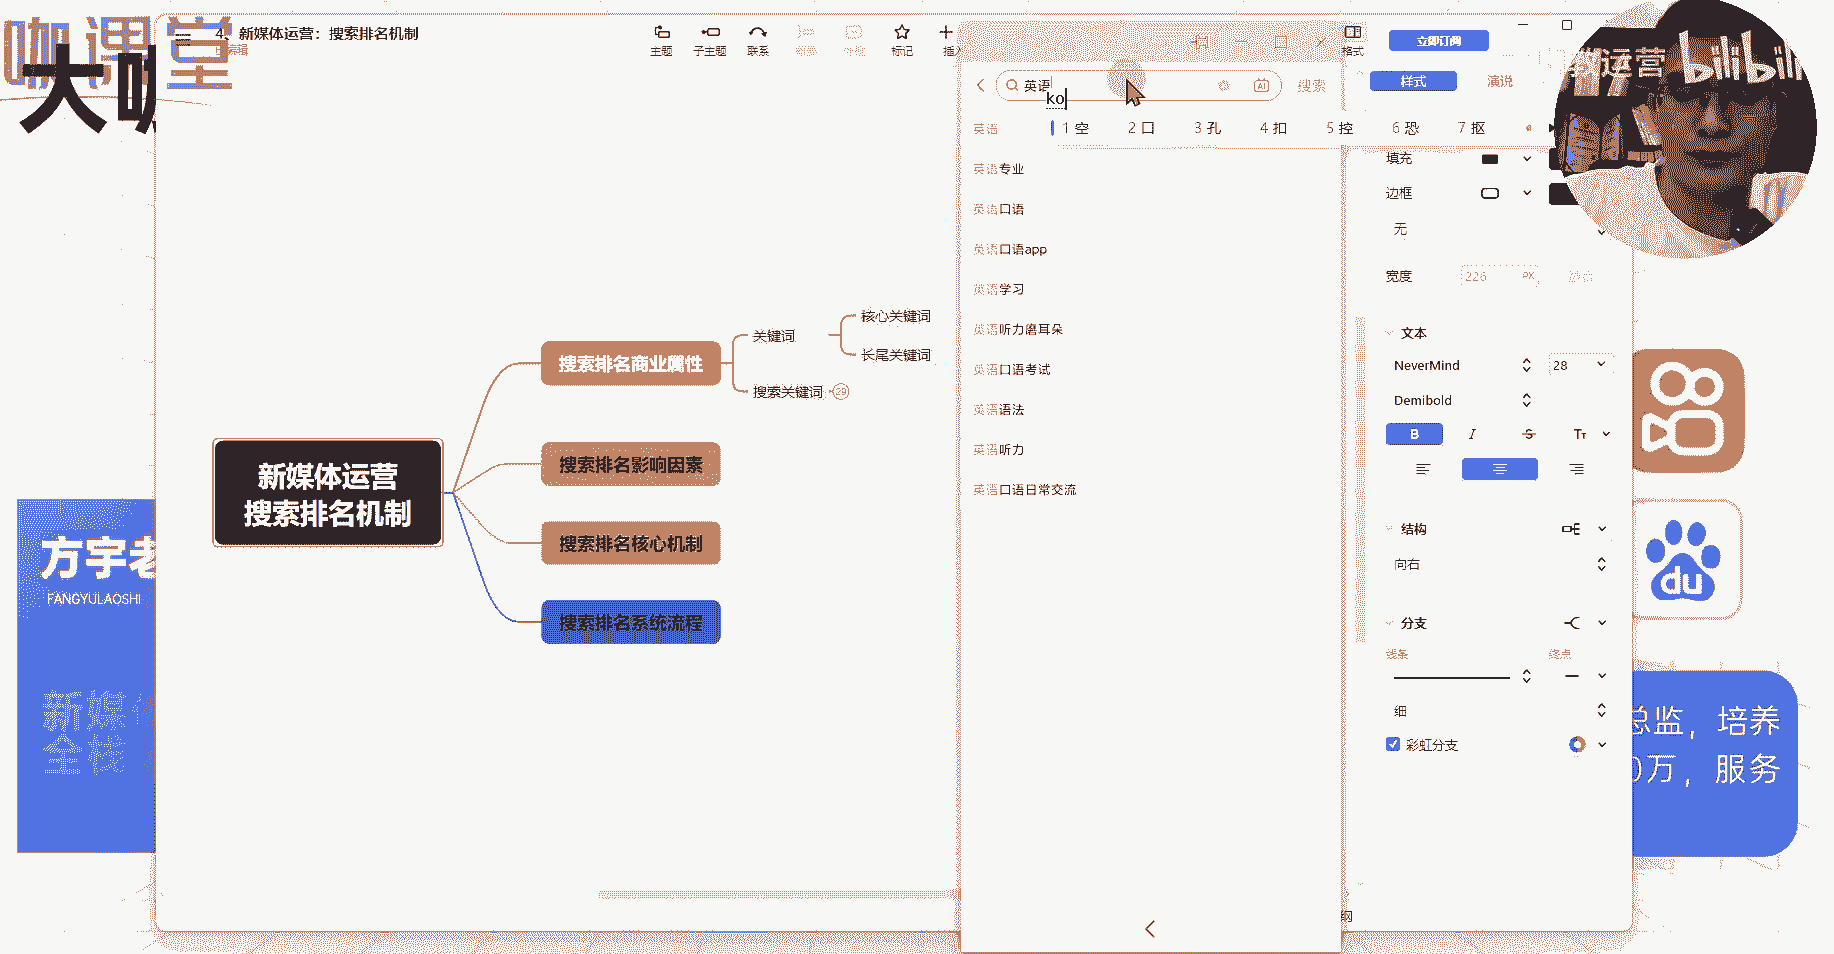 咖课堂
大咖
4、新媒体运营：搜索排名机制
已编辑
主题
子主题
联系
标记
格式
立即订阅
教运营 bilibili
样式
演说
英语
ko
AI
搜索
1 空 2 口 3 孔 4 扣 5 控 6 恐 7 抠
英语
英语专业
英语口语
英语口语app
英语学习
英语听力磨耳朵
英语口语考试
英语语法
英语听力
英语口语日常交流
填充
边框
无
宽度
226 PX
文本
NeverMind
28
Demibold
B I S Tт
结构
向右
分支
线条
终点
细
彩虹分支
核心关键词
关键词
长尾关键词
搜索排名商业属性
搜索关键词 29
新媒体运营
搜索排名机制
搜索排名影响因素
搜索排名核心机制
搜索排名系统流程
方宇老
FANGYULAOSHI
新媒体
全栈
du
总监，培养
0万，服务
纲